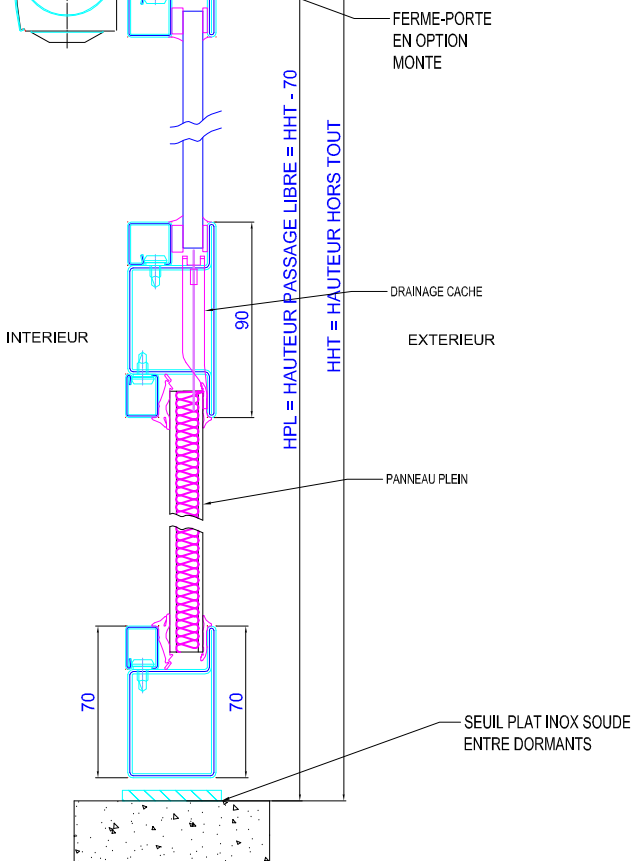 FERME-PORTE
EN OPTION
MONTE
HPL = HAUTEUR PASSAGE LIBRE = HHT - 70
HHT = HAUTEUR HORS TOUT
DRAINAGE CACHE
INTERIEUR
90
EXTERIEUR
PANNEAU PLEIN
70
70
SEUIL PLAT INOX SOUDE
ENTRE DORMANTS